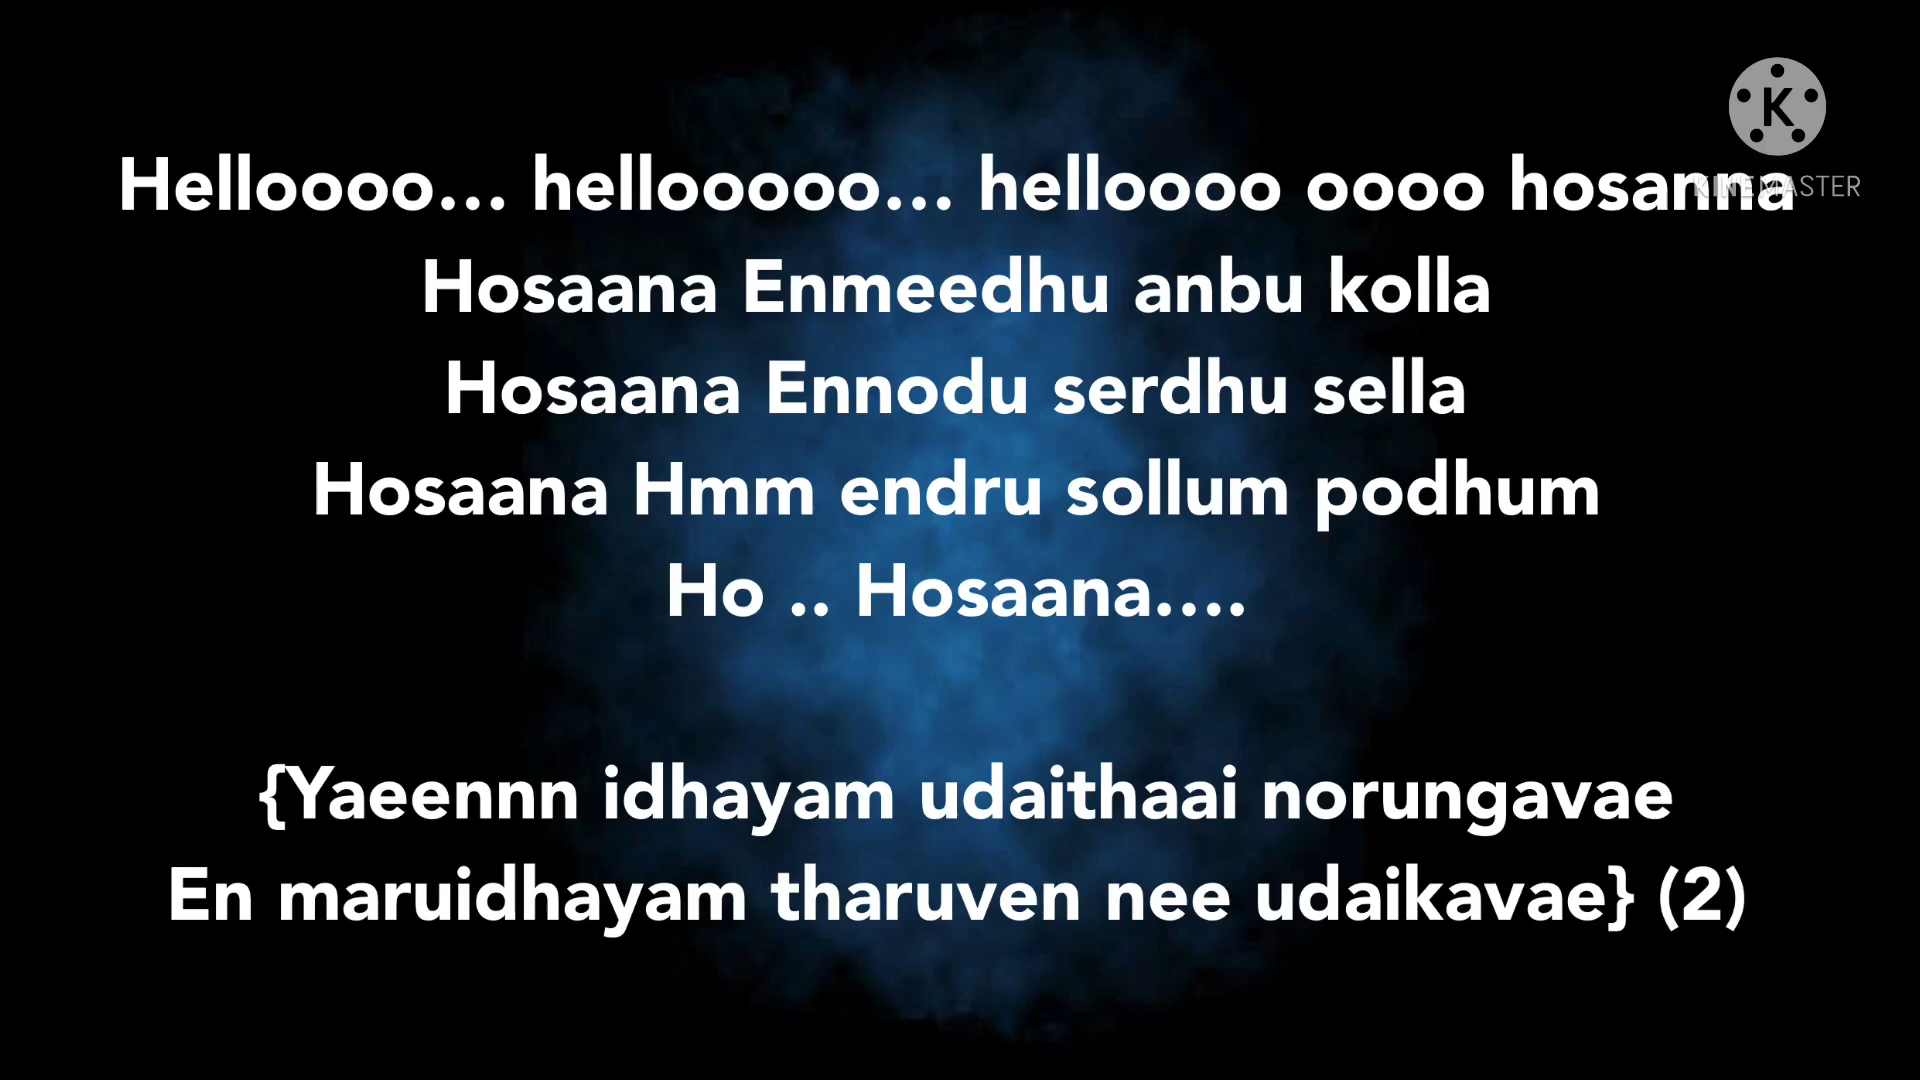 K
KINEMASTER
Helloooo... hellooooo... helloooo oooo hosanna
Hosaana Enmeedhu anbu kolla
Hosaana Ennodu serdhu sella
Hosaana Hmm endru sollum podhum
Ho .. Hosaana....
{Yaeennn idhayam udaithaai norungavae
En maruidhayam tharuven nee udaikavae} (2)